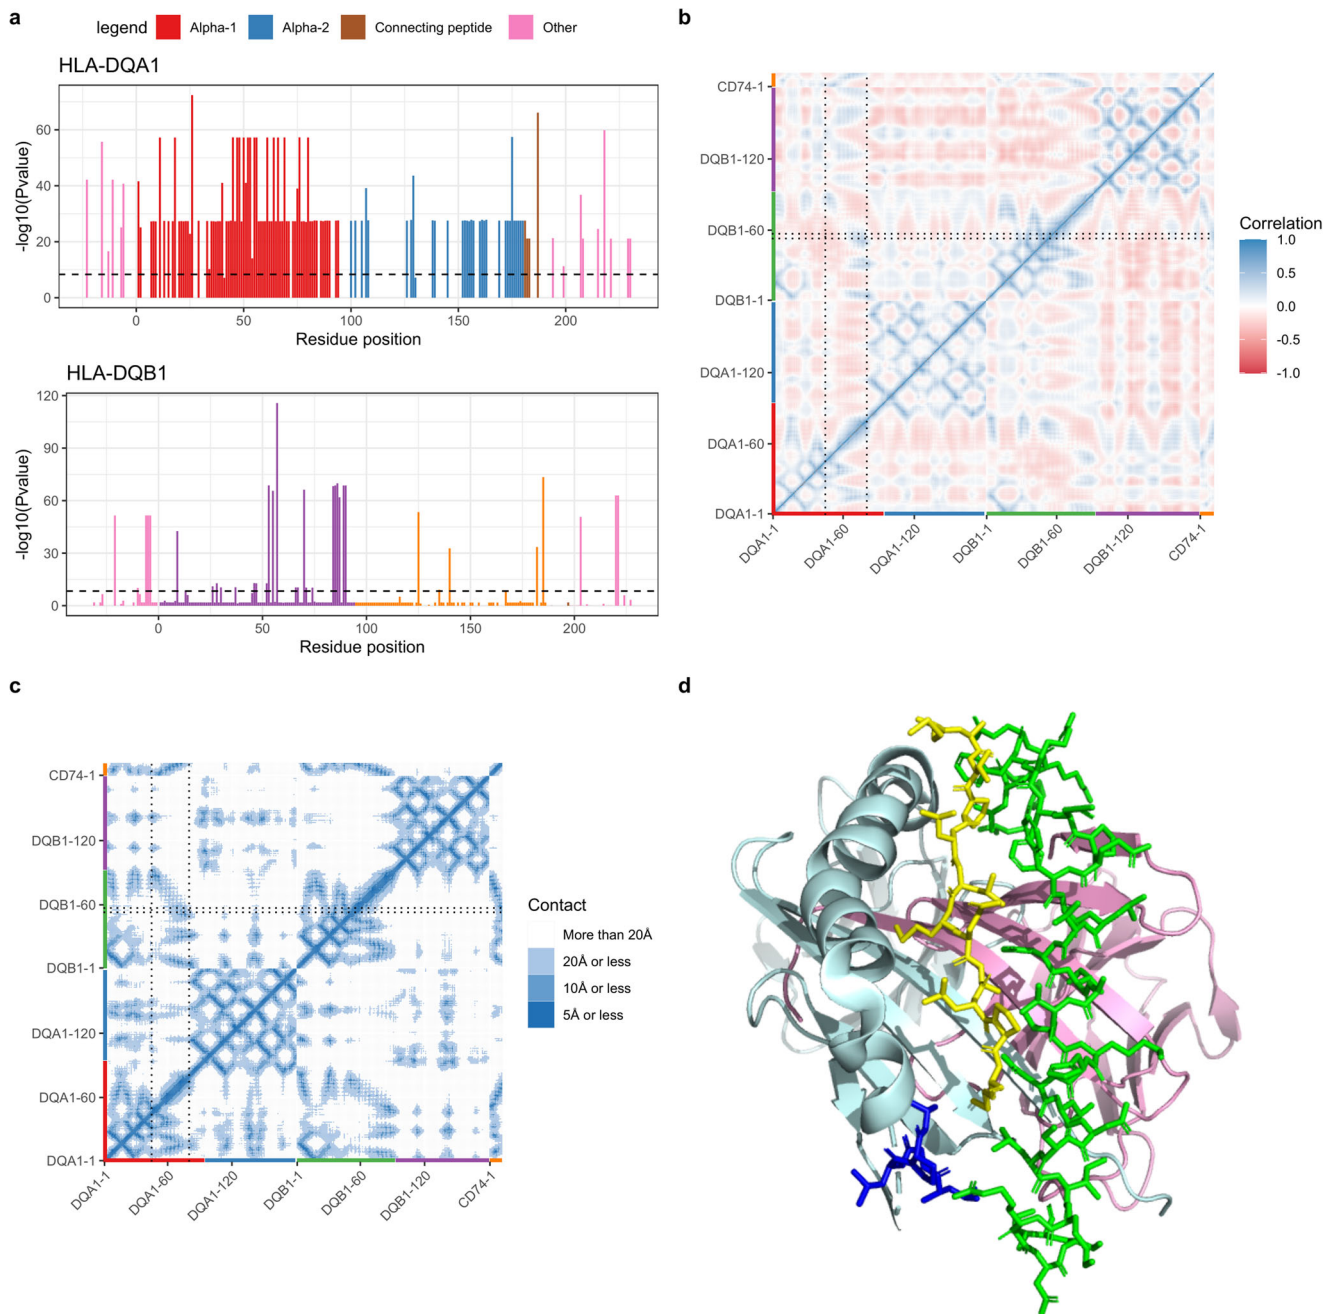 a
legend Alpha-1 Alpha-2 Connecting peptide Other
HLA-DQA1
-log10(Pvalue)
60
40
20
0
0 50 100 150 200
Residue position
HLA-DQB1
-log10(Pvalue)
120
90
60
30
0
0 50 100 150 200
Residue position
b
CD74-1
DQB1-120
DQB1-60
DQB1-1
DQA1-120
DQA1-60
DQA1-1
DQA1-1 DQA1-60 DQA1-120 DQB1-1 DQB1-60 DQB1-120 CD74-1
Correlation
1.0
0.5
0.0
-0.5
-1.0
c
CD74-1
DQB1-120
DQB1-60
DQB1-1
DQA1-120
DQA1-60
DQA1-1
DQA1-1 DQA1-60 DQA1-120 DQB1-1 DQB1-60 DQB1-120 CD74-1
Contact
More than 20Å
20Å or less
10Å or less
5Å or less
d